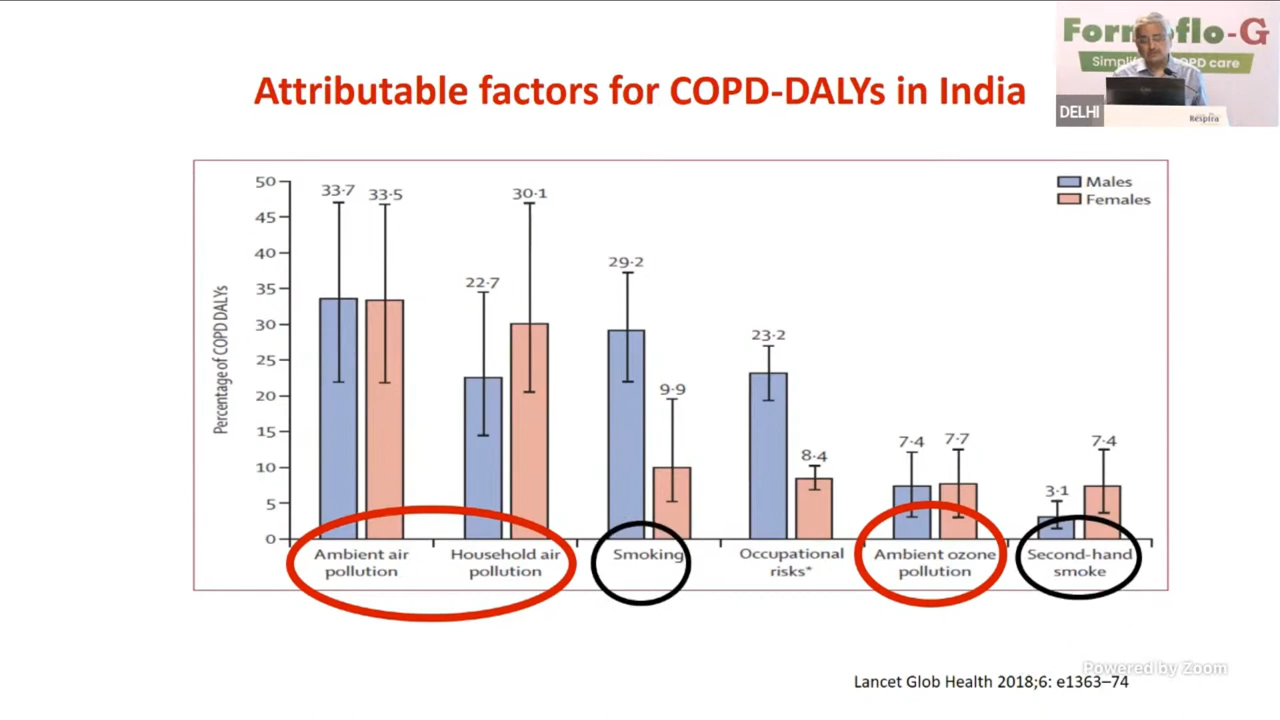 Formoflo-G
DELHI
Respira
Attributable factors for COPD-DALYs in India
Males
Females
Percentage of COPD DALYs
50
45
40
35
30
25
20
15
10
5
0
33·7
33·5
22·7
30·1
29·2
9·9
23·2
8·4
7·4
7·7
3·1
7·4
Ambient air
pollution
Household air
pollution
Smoking
Occupational
risks*
Ambient ozone
pollution
Second-hand
smoke
Powered by Zoom
Lancet Glob Health 2018;6: e1363–74